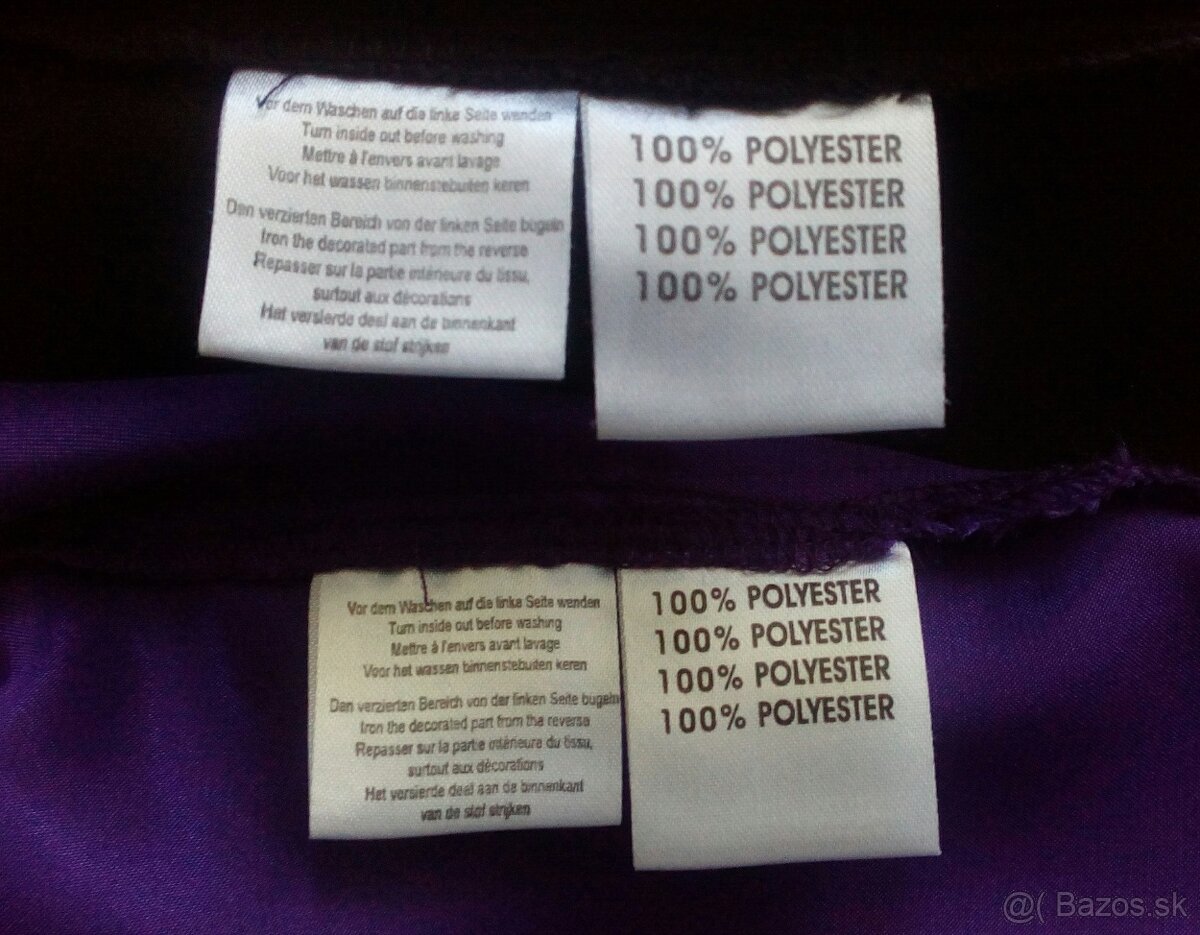 Vor dem Waschen auf die linke Seite wenden
Turn inside out before washing
Mettre à l'envers avant lavage
Voor het wassen binnenstebuiten keren
Den verzierten Bereich von der linken Seite bügeln
Iron the decorated part from the reverse
Repasser sur la partie intérieure du tissu,
surtout aux décorations
Het versierde deel aan de binnenkant
van de stof strijken
100% POLYESTER
100% POLYESTER
100% POLYESTER
100% POLYESTER
Vor dem Waschen auf die linke Seite wenden
Turn inside out before washing
Mettre à l'envers avant lavage
Voor het wassen binnenstebuiten keren
Den verzierten Bereich von der linken Seite bügeln
Iron the decorated part from the reverse
Repasser sur la partie intérieure du tissu,
surtout aux décorations
Het versierde deel aan de binnenkant
van de stof strijken
100% POLYESTER
100% POLYESTER
100% POLYESTER
100% POLYESTER
@( Bazos.sk